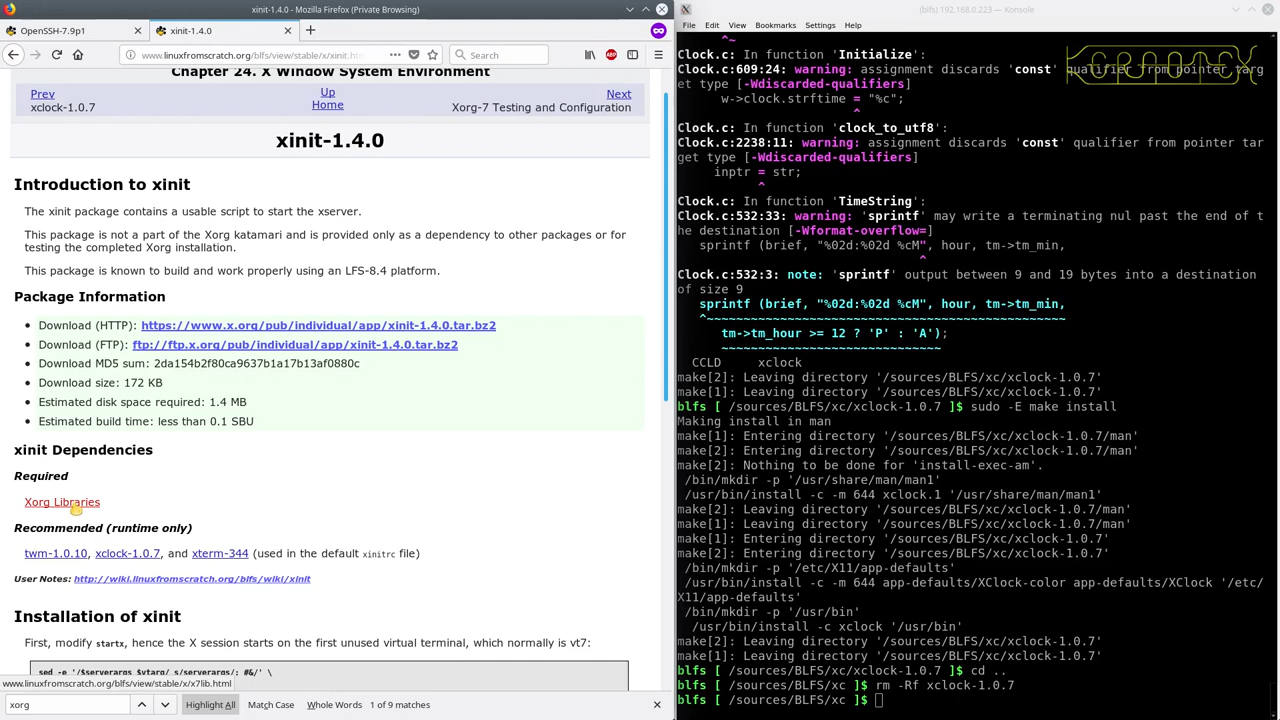 xinit-1.4.0 - Mozilla Firefox (Private Browsing)
OpenSSH-7.9p1
xinit-1.4.0
www.linuxfromscratch.org/blfs/view/stable/x/xinit.ht
Search
Chapter 24. X Window System Environment
Prev
Up
Next
xclock-1.0.7
Home
Xorg-7 Testing and Configuration
xinit-1.4.0
Introduction to xinit
The xinit package contains a usable script to start the xserver.
This package is not a part of the Xorg katamari and is provided only as a dependency to other packages or for
testing the completed Xorg installation.
This package is known to build and work properly using an LFS-8.4 platform.
Package Information
Download (HTTP): https://www.x.org/pub/individual/app/xinit-1.4.0.tar.bz2
Download (FTP): ftp://ftp.x.org/pub/individual/app/xinit-1.4.0.tar.bz2
Download MD5 sum: 2da154b2f80ca9637b1a17b13af0880c
Download size: 172 KB
Estimated disk space required: 1.4 MB
Estimated build time: less than 0.1 SBU
xinit Dependencies
Required
Xorg Libraries
Recommended (runtime only)
twm-1.0.10, xclock-1.0.7, and xterm-344 (used in the default xinitrc file)
User Notes: http://wiki.linuxfromscratch.org/blfs/wiki/xinit
Installation of xinit
First, modify startx, hence the X session starts on the first unused virtual terminal, which normally is vt7:
sed -e '/$serverargs $vtarg/ s/serverargs/: #&/' \
www.linuxfromscratch.org/blfs/view/stable/x/x7lib.html
xorg
Highlight All
Match Case
Whole Words
1 of 9 matches
(blfs) 192.168.0.223 — Konsole
File Edit View Bookmarks Settings Help
^~
Clock.c: In function 'Initialize':
Clock.c:609:24: warning: assignment discards 'const' qualifier from pointer targ
et type [-Wdiscarded-qualifiers]
w->clock.strftime = "%c";
^
Clock.c: In function 'clock_to_utf8':
Clock.c:2238:11: warning: assignment discards 'const' qualifier from pointer tar
get type [-Wdiscarded-qualifiers]
inptr = str;
^
Clock.c: In function 'TimeString':
Clock.c:532:33: warning: 'sprintf' may write a terminating nul past the end of t
he destination [-Wformat-overflow=]
sprintf (brief, "%02d:%02d %cM", hour, tm->tm_min,
^
Clock.c:532:3: note: 'sprintf' output between 9 and 19 bytes into a destination
of size 9
sprintf (brief, "%02d:%02d %cM", hour, tm->tm_min,
^~~~~~~~~~~~~~~~~~~~~~~~~~~~~~~~~~~~~~~~~~~~~~~~~~
tm->tm_hour >= 12 ? 'P' : 'A');
~~~~~~~~~~~~~~~~~~~~~~~~~~~~~~
CCLD     xclock
make[2]: Leaving directory '/sources/BLFS/xc/xclock-1.0.7'
make[1]: Leaving directory '/sources/BLFS/xc/xclock-1.0.7'
blfs [ /sources/BLFS/xc/xclock-1.0.7 ]$ sudo -E make install
Making install in man
make[1]: Entering directory '/sources/BLFS/xc/xclock-1.0.7/man'
make[2]: Entering directory '/sources/BLFS/xc/xclock-1.0.7/man'
make[2]: Nothing to be done for 'install-exec-am'.
/bin/mkdir -p '/usr/share/man/man1'
/usr/bin/install -c -m 644 xclock.1 '/usr/share/man/man1'
make[2]: Leaving directory '/sources/BLFS/xc/xclock-1.0.7/man'
make[1]: Leaving directory '/sources/BLFS/xc/xclock-1.0.7/man'
make[1]: Entering directory '/sources/BLFS/xc/xclock-1.0.7'
make[2]: Entering directory '/sources/BLFS/xc/xclock-1.0.7'
/bin/mkdir -p '/etc/X11/app-defaults'
/usr/bin/install -c -m 644 app-defaults/XClock-color app-defaults/XClock '/etc/
X11/app-defaults'
/bin/mkdir -p '/usr/bin'
/usr/bin/install -c xclock '/usr/bin'
make[2]: Leaving directory '/sources/BLFS/xc/xclock-1.0.7'
make[1]: Leaving directory '/sources/BLFS/xc/xclock-1.0.7'
blfs [ /sources/BLFS/xc/xclock-1.0.7 ]$ cd ..
blfs [ /sources/BLFS/xc ]$ rm -Rf xclock-1.0.7
blfs [ /sources/BLFS/xc ]$